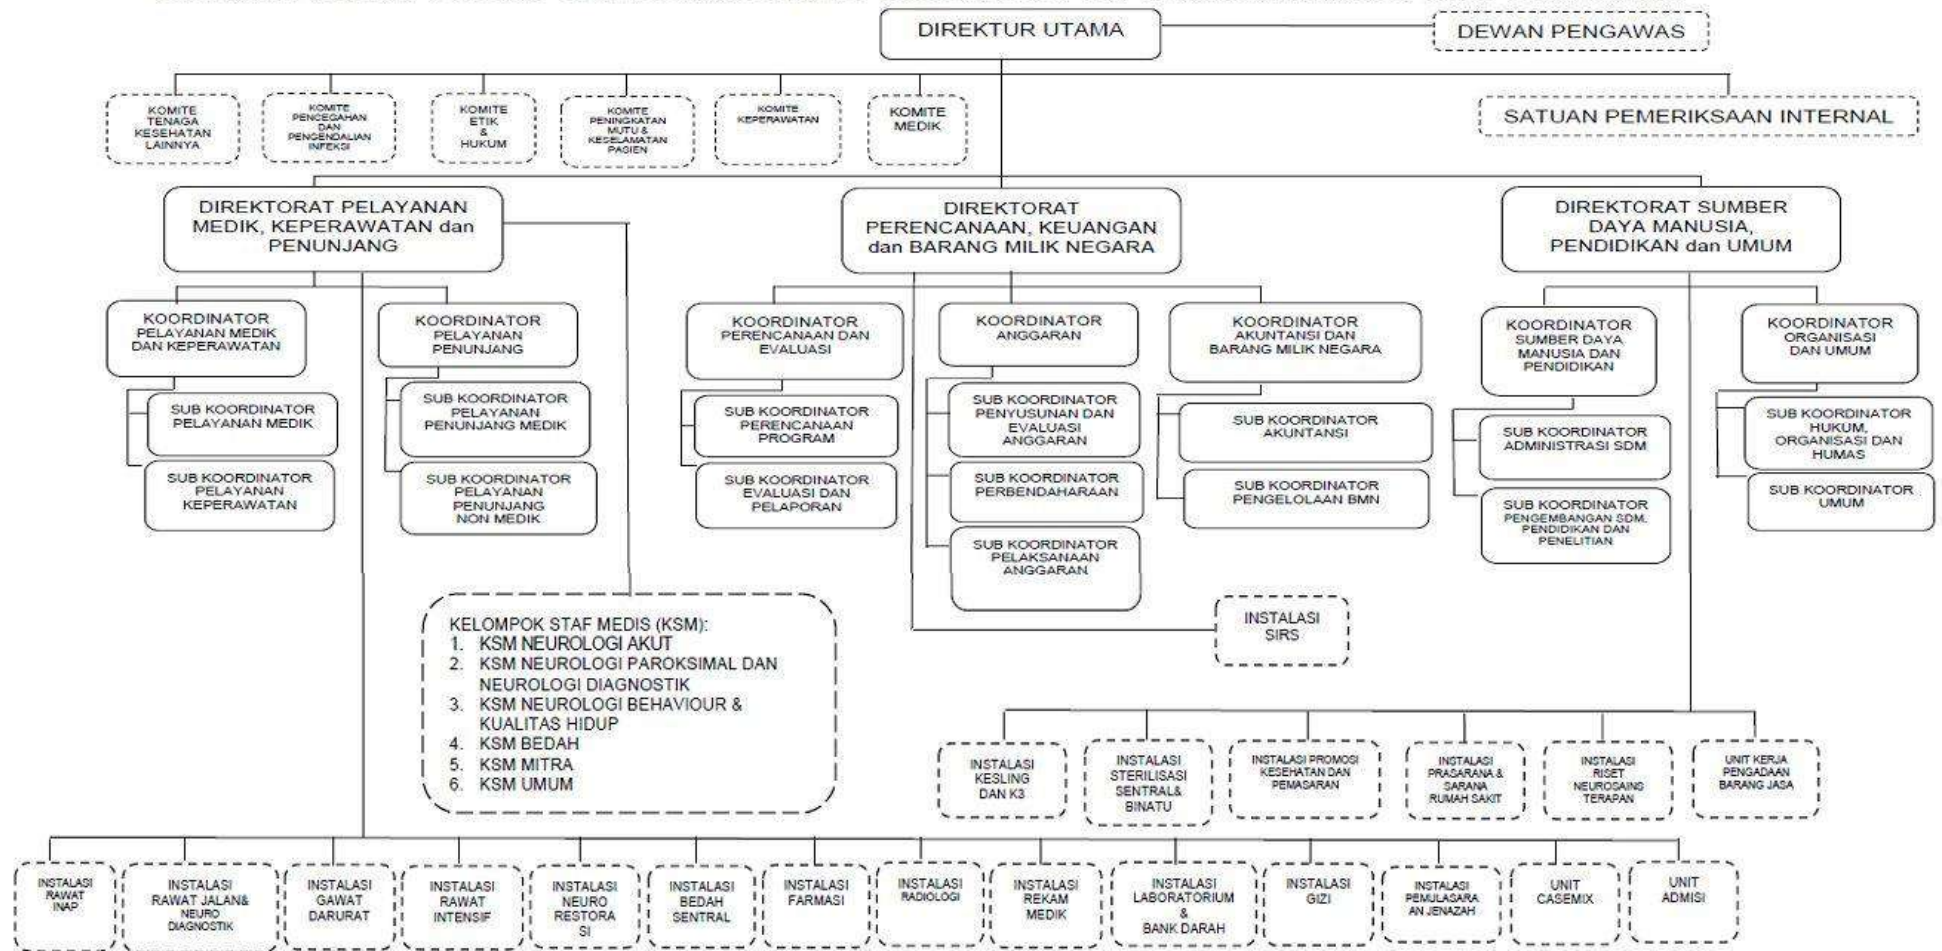 DIREKTUR UTAMA
DEWAN PENGAWAS
KOMITE
TENAGA
KESEHATAN
LAINNYA
KOMITE
PENCEGAHAN
DAN
PENGENDALIAN
INFEKSI
KOMITE
ETIK
&
HUKUM
KOMITE
PENINGKATAN
MUTU &
KESELAMATAN
PASIEN
KOMITE
KEPERAWATAN
KOMITE
MEDIK
SATUAN PEMERIKSAAN INTERNAL
DIREKTORAT PELAYANAN
MEDIK, KEPERAWATAN dan
PENUNJANG
DIREKTORAT
PERENCANAAN, KEUANGAN
dan BARANG MILIK NEGARA
DIREKTORAT SUMBER
DAYA MANUSIA,
PENDIDIKAN dan UMUM
KOORDINATOR
PELAYANAN MEDIK
DAN KEPERAWATAN
KOORDINATOR
PELAYANAN
PENUNJANG
KOORDINATOR
PERENCANAAN DAN
EVALUASI
KOORDINATOR
ANGGARAN
KOORDINATOR
AKUNTANSI DAN
BARANG MILIK NEGARA
KOORDINATOR
SUMBER DAYA
MANUSIA DAN
PENDIDIKAN
KOORDINATOR
ORGANISASI
DAN UMUM
SUB KOORDINATOR
PELAYANAN MEDIK
SUB KOORDINATOR
PELAYANAN
KEPERAWATAN
SUB KOORDINATOR
PELAYANAN
PENUNJANG MEDIK
SUB KOORDINATOR
PELAYANAN
PENUNJANG
NON MEDIK
SUB KOORDINATOR
PERENCANAAN
PROGRAM
SUB KOORDINATOR
EVALUASI DAN
PELAPORAN
SUB KOORDINATOR
PENYUSUNAN DAN
EVALUASI
ANGGARAN
SUB KOORDINATOR
PERBENDAHARAAN
SUB KOORDINATOR
PELAKSANAAN
ANGGARAN
SUB KOORDINATOR
AKUNTANSI
SUB KOORDINATOR
PENGELOLAAN BMN
SUB KOORDINATOR
ADMINISTRASI SDM
SUB KOORDINATOR
PENGEMBANGAN SDM,
PENDIDIKAN DAN
PENELITIAN
SUB KOORDINATOR
HUKUM,
ORGANISASI DAN
HUMAS
SUB KOORDINATOR
UMUM
KELOMPOK STAF MEDIS (KSM):
1. KSM NEUROLOGI AKUT
2. KSM NEUROLOGI PAROKSIMAL DAN
NEUROLOGI DIAGNOSTIK
3. KSM NEUROLOGI BEHAVIOUR &
KUALITAS HIDUP
4. KSM BEDAH
5. KSM MITRA
6. KSM UMUM
INSTALASI
SIRS
INSTALASI
KESLING
DAN K3
INSTALASI
STERILISASI
SENTRAL&
BINATU
INSTALASI PROMOSI
KESEHATAN DAN
PEMASARAN
INSTALASI
PRASARANA &
SARANA
RUMAH SAKIT
INSTALASI
RISET
NEUROSAINS
TERAPAN
UNIT KERJA
PENGADAAN
BARANG JASA
INSTALASI
RAWAT
INAP
INSTALASI
RAWAT JALAN&
NEURO
DIAGNOSTIK
INSTALASI
GAWAT
DARURAT
INSTALASI
RAWAT
INTENSIF
INSTALASI
NEURO
RESTORA
SI
INSTALASI
BEDAH
SENTRAL
INSTALASI
FARMASI
INSTALASI
RADIOLOGI
INSTALASI
REKAM
MEDIK
INSTALASI
LABORATORIUM
&
BANK DARAH
INSTALASI
GIZI
INSTALASI
PEMULASARA
AN JENAZAH
UNIT
CASEMIX
UNIT
ADMISI